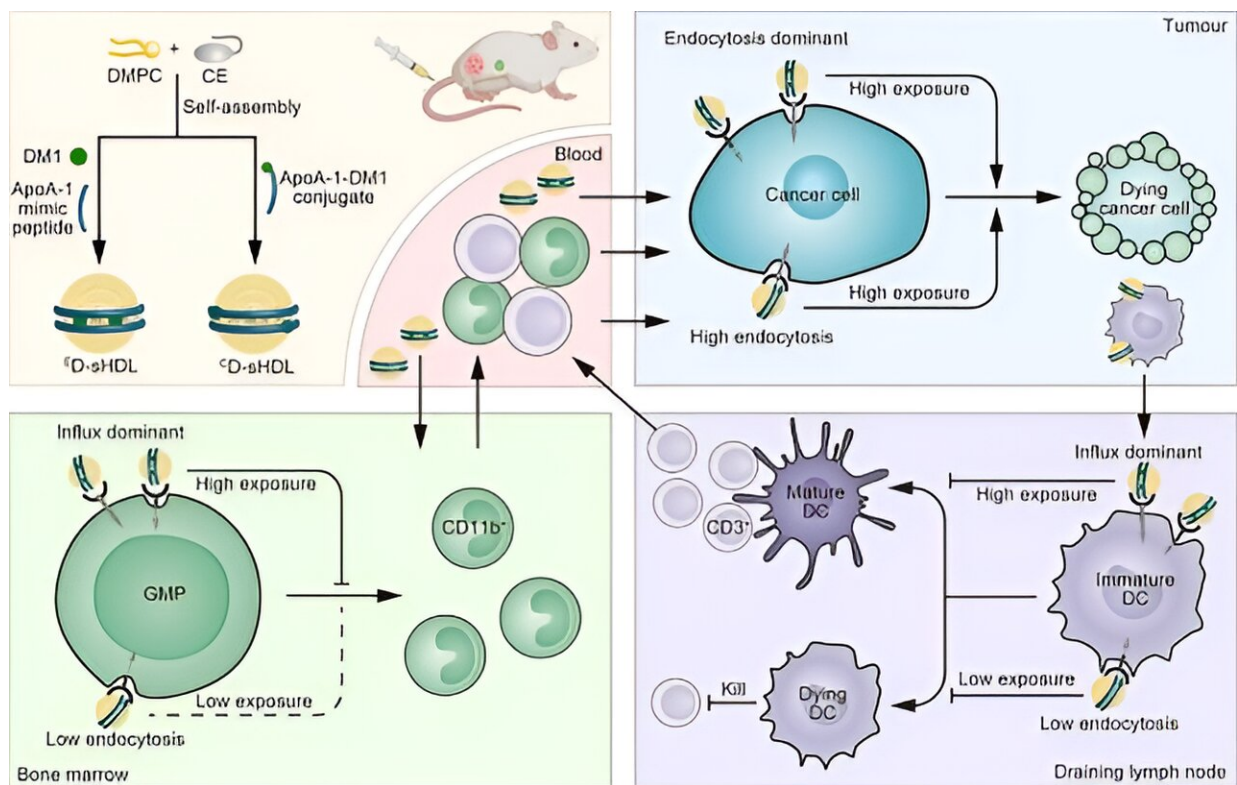 DMPC
+
CE
Self-assembly
DM1
ApoA-1
mimic
peptide
ApoA-1-DM1
conjugate
D-sHDL
ᶜD-sHDL
Blood
Tumour
Endocytosis dominant
High exposure
Cancer cell
High exposure
High endocytosis
Dying
cancer cell
Influx dominant
High exposure
GMP
Low exposure
Low endocytosis
CD11b⁺
Bone marrow
Mature
DC
CD3⁺
Influx dominant
High exposure
Immature
DC
Low exposure
Low endocytosis
Kill
Dying
DC
Draining lymph node